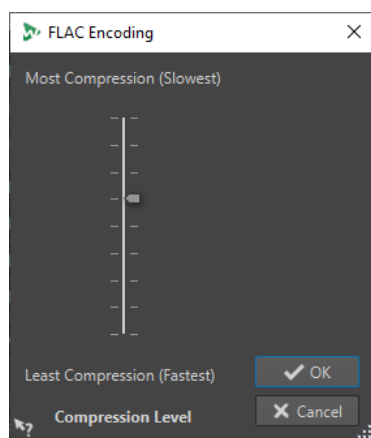 FLAC Encoding
Most Compression (Slowest)
Least Compression (Fastest)
OK
Compression Level
Cancel
?